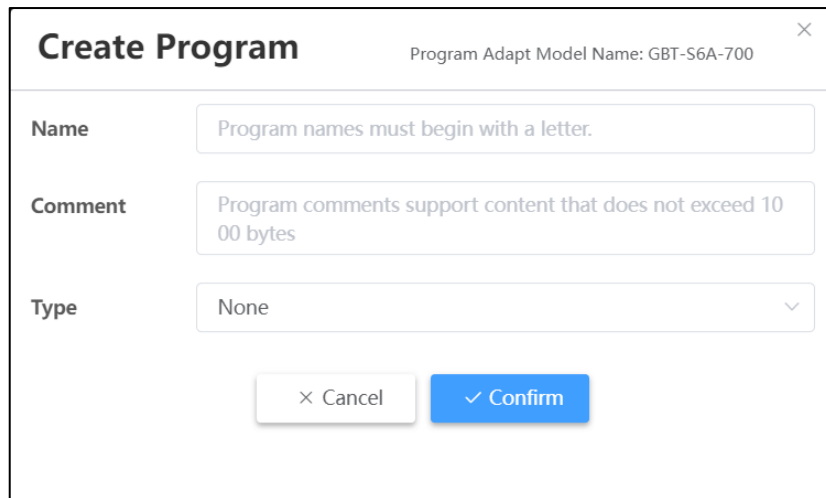 Create Program
Program Adapt Model Name: GBT-S6A-700
Name
Program names must begin with a letter.
Comment
Program comments support content that does not exceed 10
00 bytes
Type
None
Cancel
Confirm